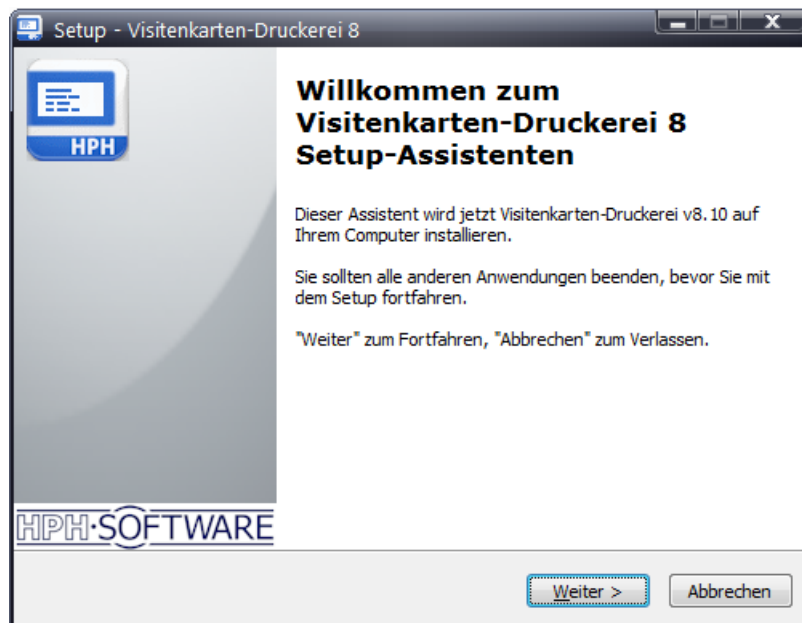 Setup - Visitenkarten-Druckerei 8
HPH
Willkommen zum
Visitenkarten-Druckerei 8
Setup-Assistenten
Dieser Assistent wird jetzt Visitenkarten-Druckerei v8.10 auf
Ihrem Computer installieren.
Sie sollten alle anderen Anwendungen beenden, bevor Sie mit
dem Setup fortfahren.
"Weiter" zum Fortfahren, "Abbrechen" zum Verlassen.
HPH·SOFTWARE
Weiter >
Abbrechen